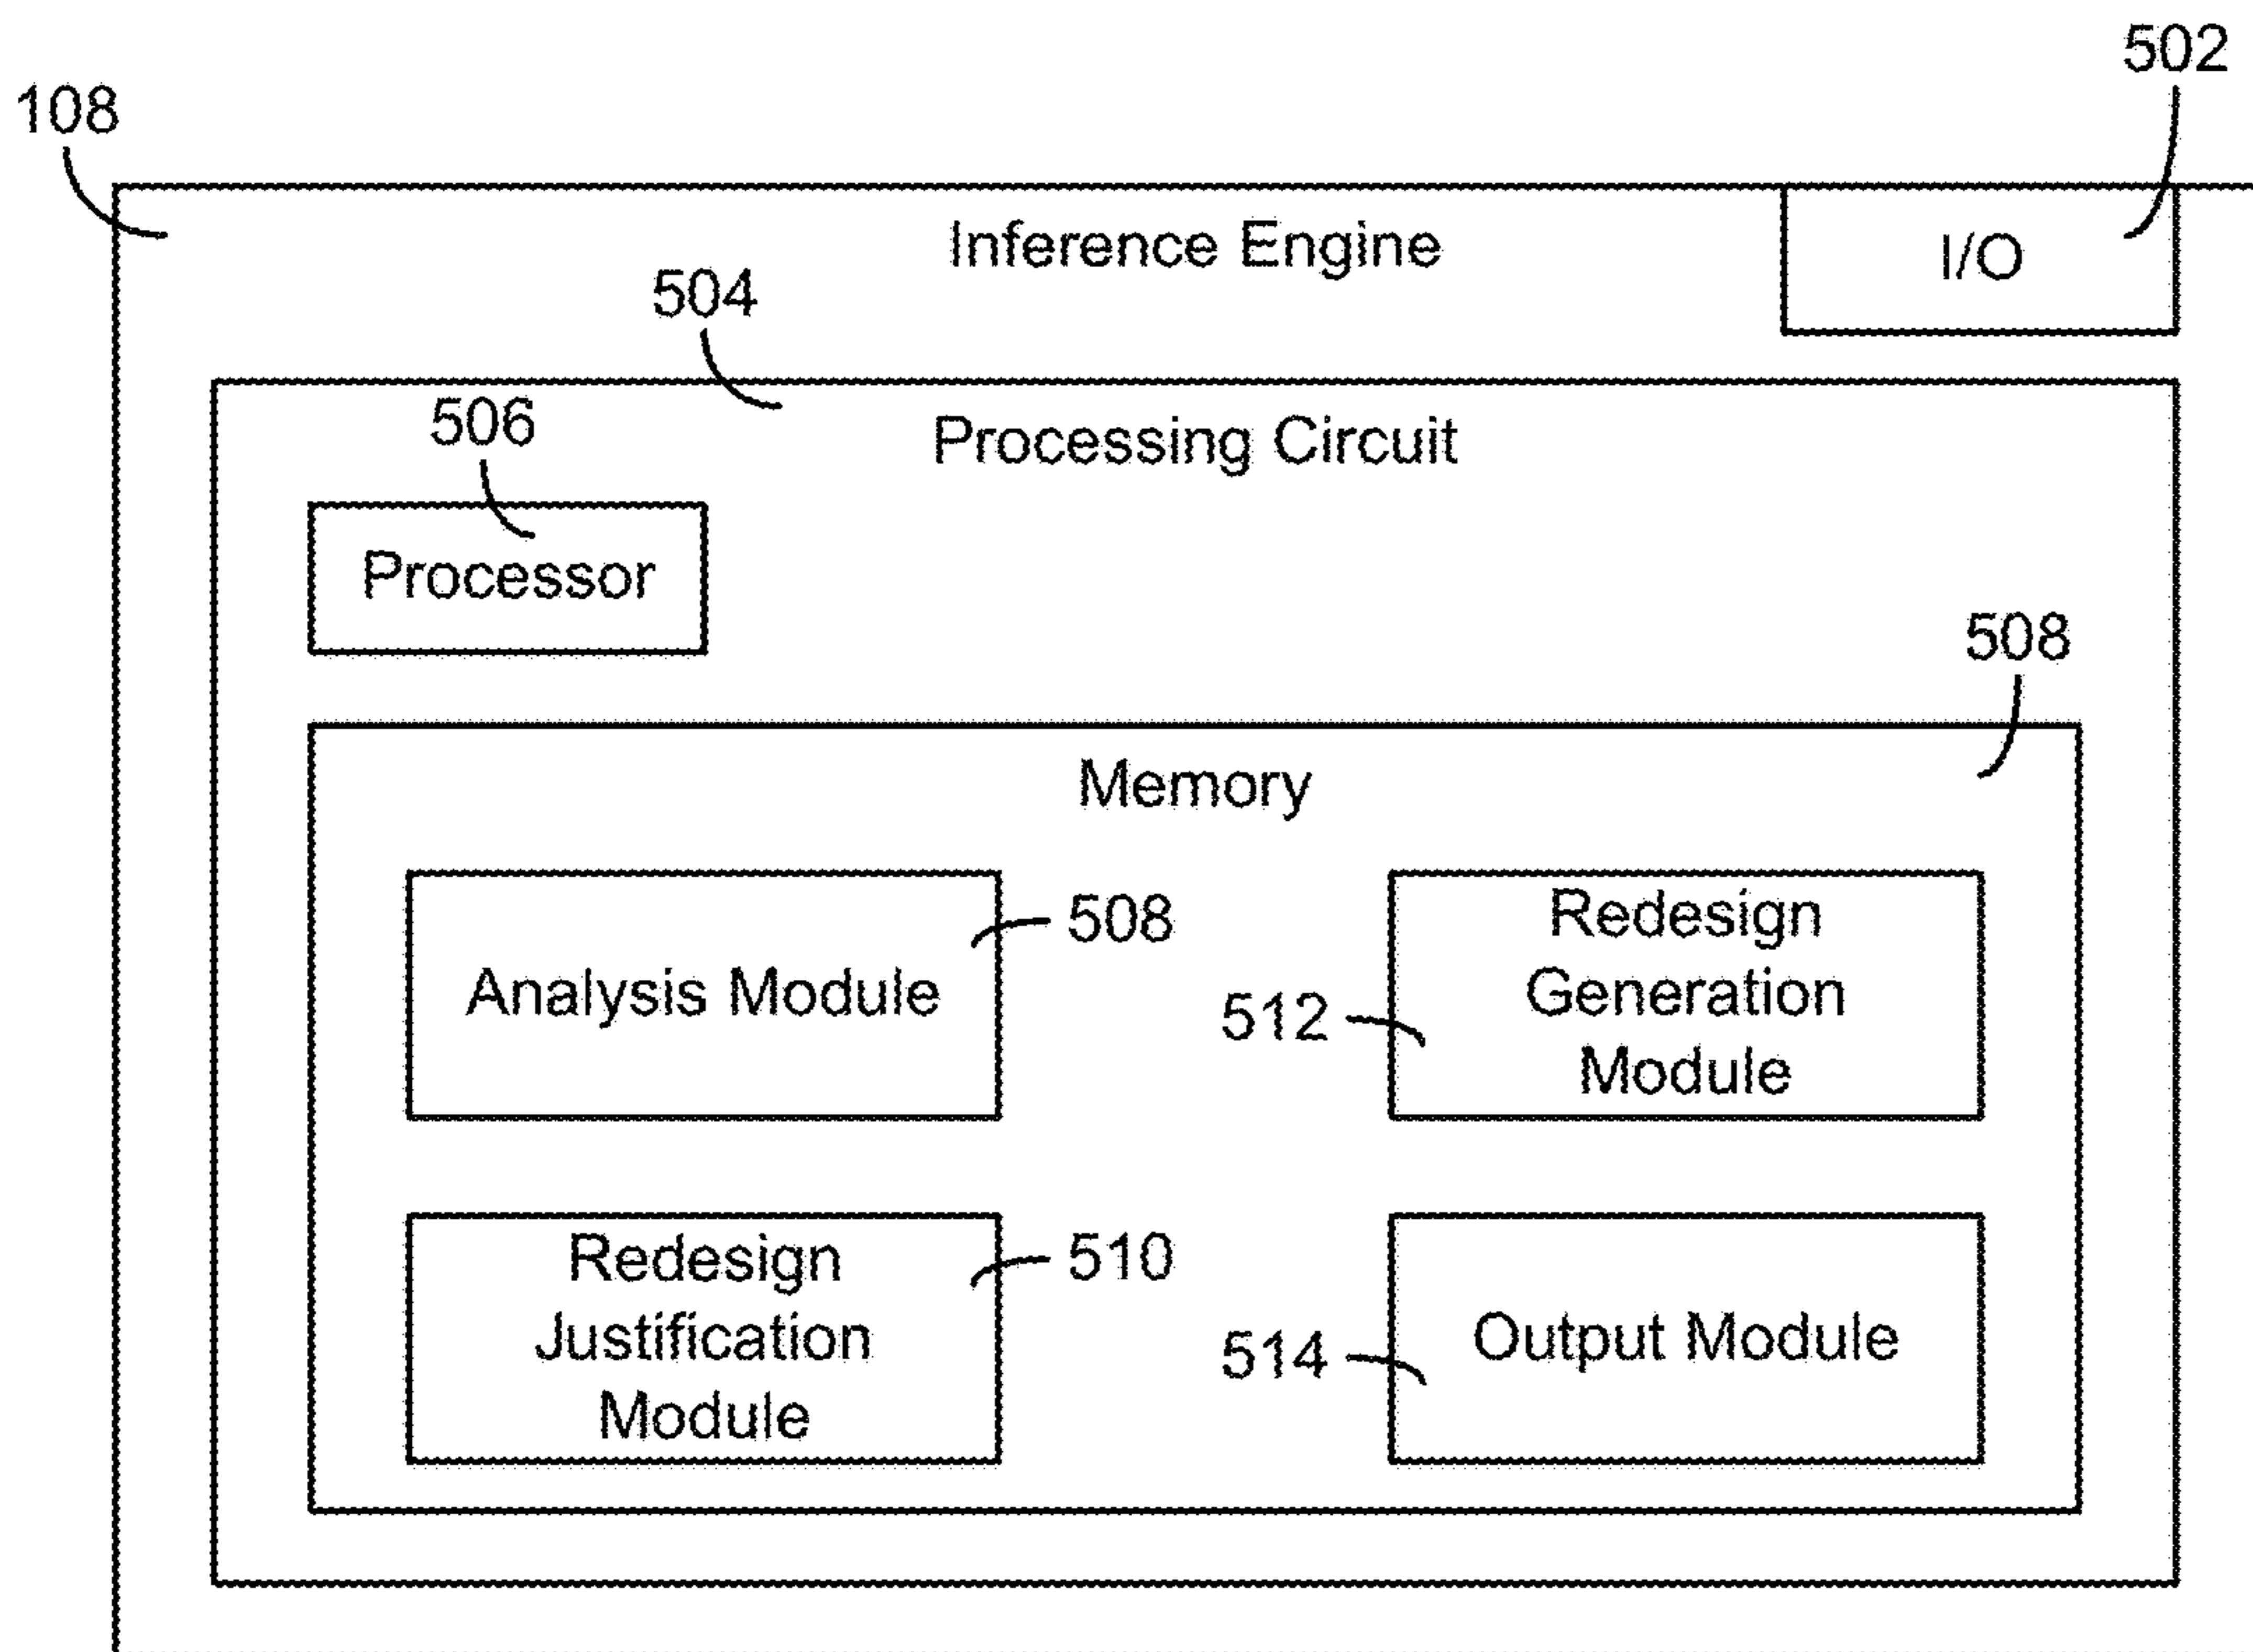 502
108
Inference Engine
I/O
504
506
Processing Circuit
Processor
508
Memory
508
Analysis Module
512
Redesign
Generation
Module
510
Redesign
Justification
Module
514
Output Module